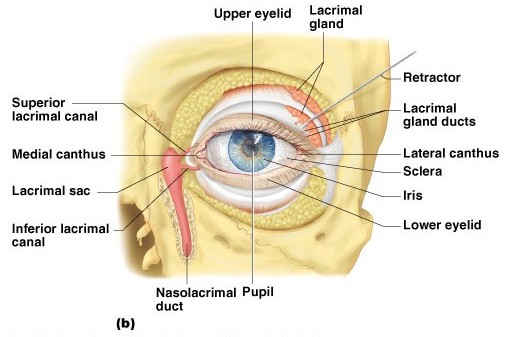 Upper eyelid
Lacrimal
gland
Retractor
Superior
lacrimal canal
Lacrimal
gland ducts
Medial canthus
Lateral canthus
Sclera
Lacrimal sac
Iris
Inferior lacrimal
canal
Lower eyelid
Nasolacrimal
duct
Pupil
(b)